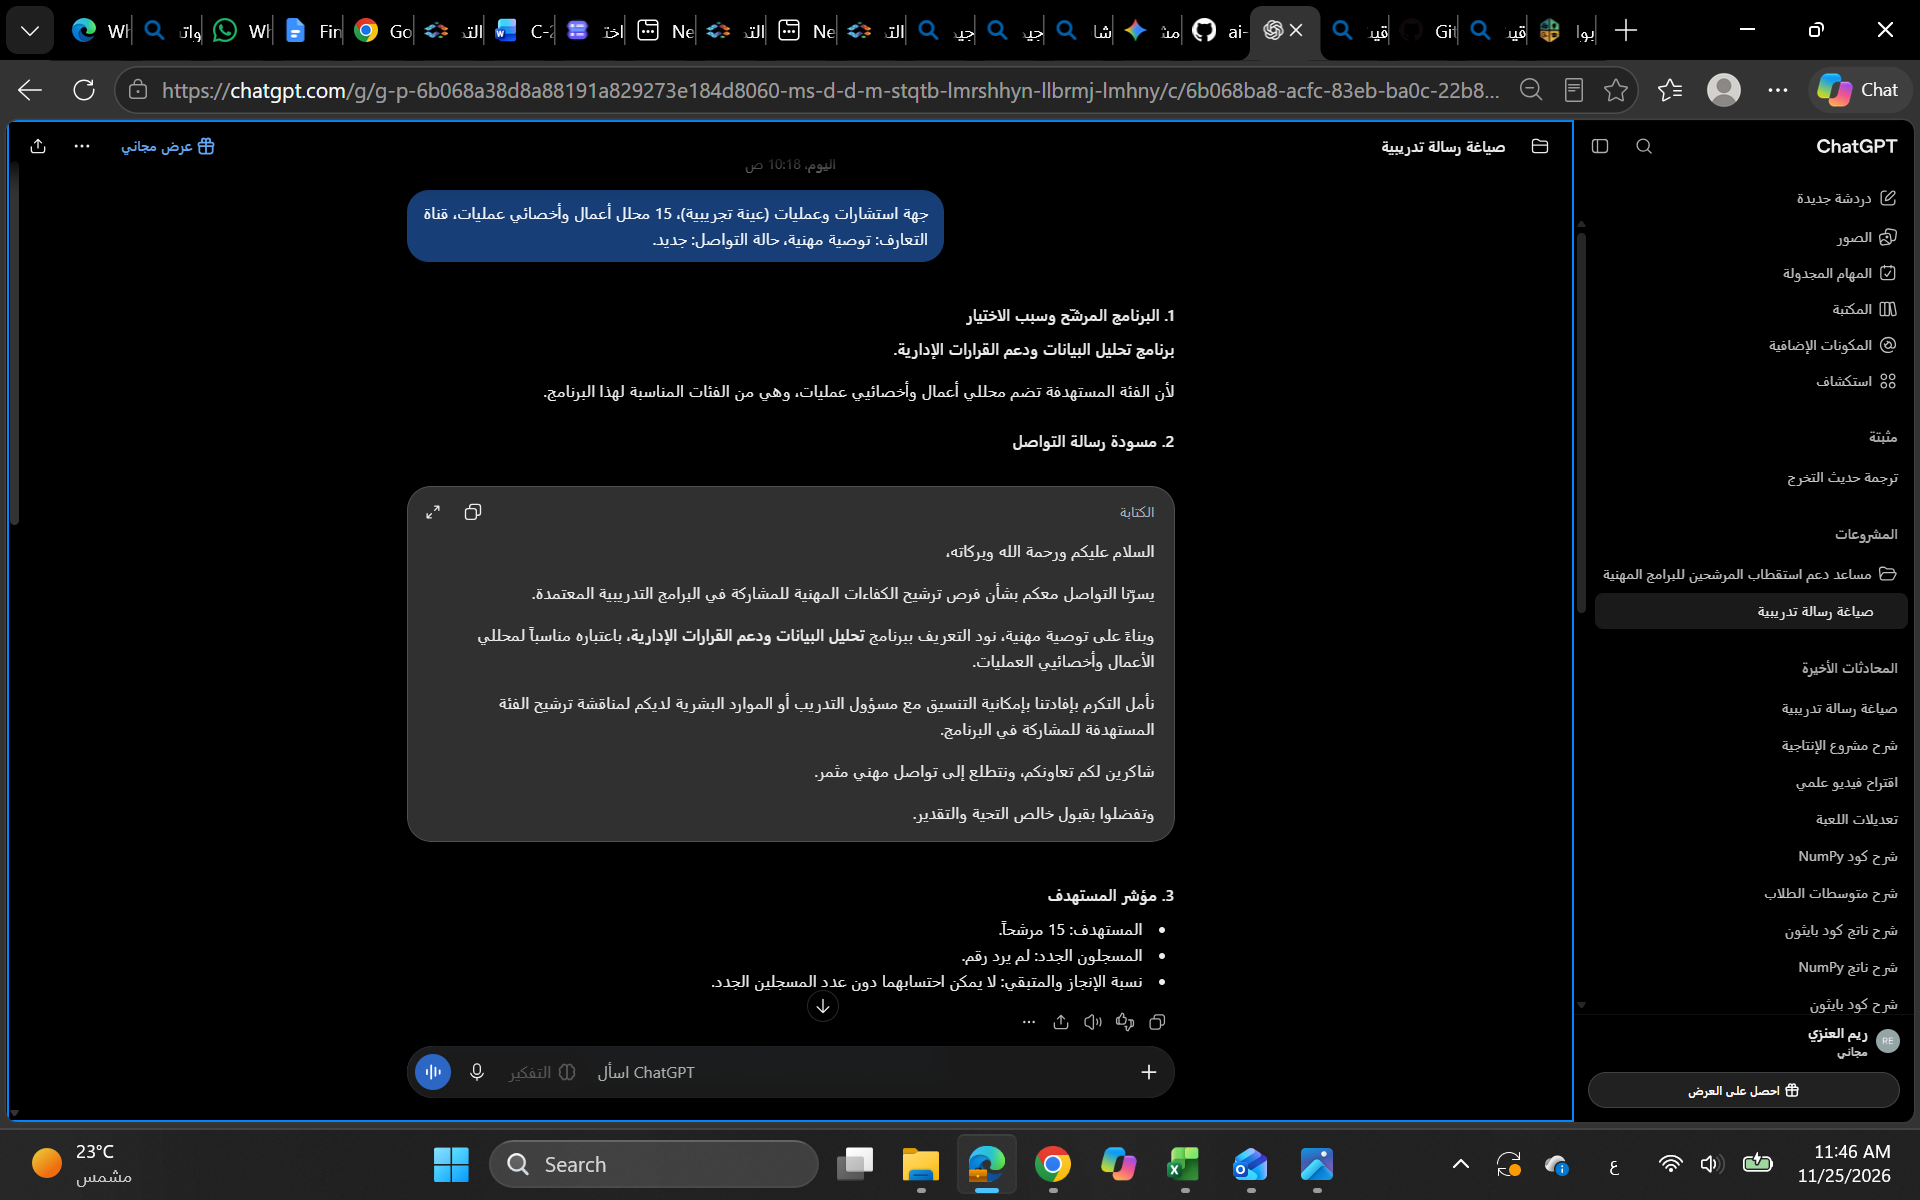 https://chatgpt.com/g/g-p-6b068a38d8a88191a829273e184d8060-ms-d-d-m-stqtb-lmrshhyn-llbrmj-lmhny/c/6b068ba8-acfc-83eb-ba0c-22b8...
Chat
ChatGPT
صياغة رسالة تدريبية
عرض مجاني
اليوم، 10:18 ص
جهة استشارات وعمليات (عينة تجريبية)، 15 محلل أعمال وأخصائي عمليات، قناة
التعارف: توصية مهنية، حالة التواصل: جديد.
1. البرنامج المرشّح وسبب الاختيار
برنامج تحليل البيانات ودعم القرارات الإدارية.
لأن الفئة المستهدفة تضم محللي أعمال وأخصائيي عمليات، وهي من الفئات المناسبة لهذا البرنامج.
2. مسودة رسالة التواصل
الكتابة
السلام عليكم ورحمة الله وبركاته،
يسرّنا التواصل معكم بشأن فرص ترشيح الكفاءات المهنية للمشاركة في البرامج التدريبية المعتمدة.
وبناءً على توصية مهنية، نود التعريف ببرنامج تحليل البيانات ودعم القرارات الإدارية، باعتباره مناسباً لمحللي
الأعمال وأخصائيي العمليات.
نأمل التكرم بإفادتنا بإمكانية التنسيق مع مسؤول التدريب أو الموارد البشرية لديكم لمناقشة ترشيح الفئة
المستهدفة للمشاركة في البرنامج.
شاكرين لكم تعاونكم، ونتطلع إلى تواصل مهني مثمر.
وتفضلوا بقبول خالص التحية والتقدير.
3. مؤشر المستهدف
المستهدف: 15 مرشحاً.
المسجلون الجدد: لم يرد رقم.
نسبة الإنجاز والمتبقي: لا يمكن احتسابهما دون عدد المسجلين الجدد.
اسأل ChatGPT
التفكير
دردشة جديدة
الصور
المهام المجدولة
المكتبة
المكونات الإضافية
استكشاف
مثبتة
ترجمة حديث التخرج
المشروعات
مساعد دعم استقطاب المرشحين للبرامج المهنية
صياغة رسالة تدريبية
المحادثات الأخيرة
صياغة رسالة تدريبية
شرح مشروع الإنتاجية
اقتراح فيديو علمي
تعديلات اللعبة
شرح كود NumPy
شرح متوسطات الطلاب
شرح ناتج كود بايثون
شرح ناتج NumPy
شرح كود بايثون
RE
ريم العنزي
مجاني
احصل على العرض
23°C
مشمس
Search
ع
11:46 AM
11/25/2026